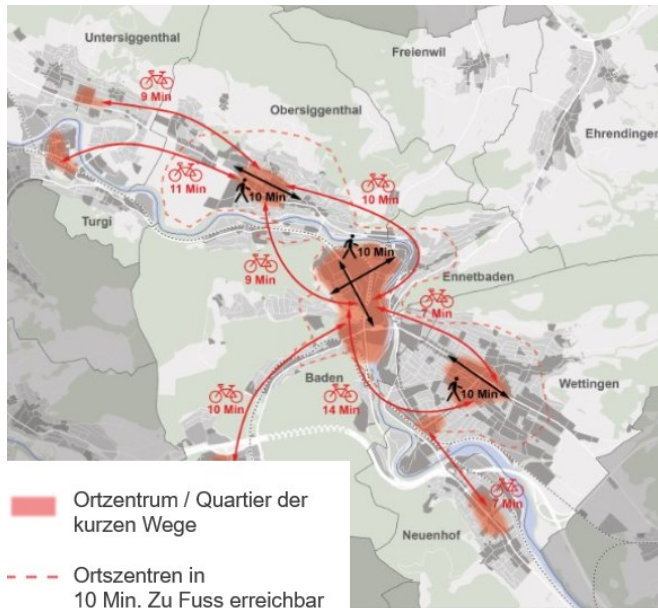 Untersiggenthal
Freienwil
9 Min
Obersiggenthal
Ehrendingen
11 Min
10 Min
10 Min
Turgi
10 Min
9 Min
Ennetbaden
7 Min
Baden
Wettingen
10 Min
10 Min
14 Min
7 Min
Neuenhof
Ortzentrum / Quartier der
kurzen Wege
Ortszentren in
10 Min. Zu Fuss erreichbar